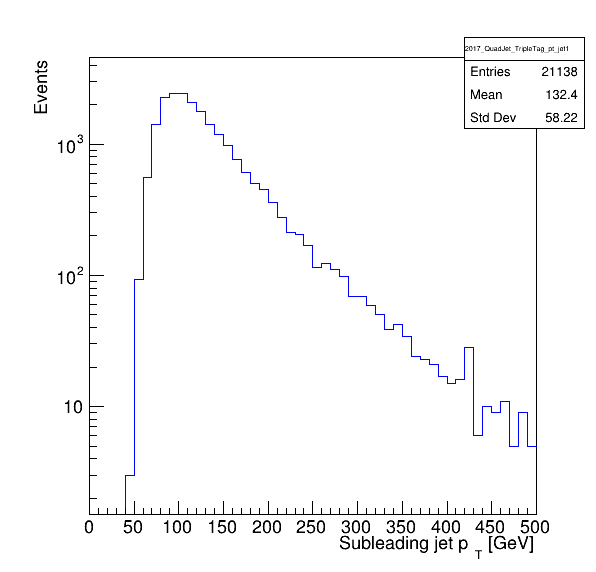 2017_QuadJet_TripleTag_pt_jet1
Entries 21138
Mean 132.4
Std Dev 58.22
Events
10³
10²
10
0 50 100 150 200 250 300 350 400 450 500
Subleading jet p_T [GeV]